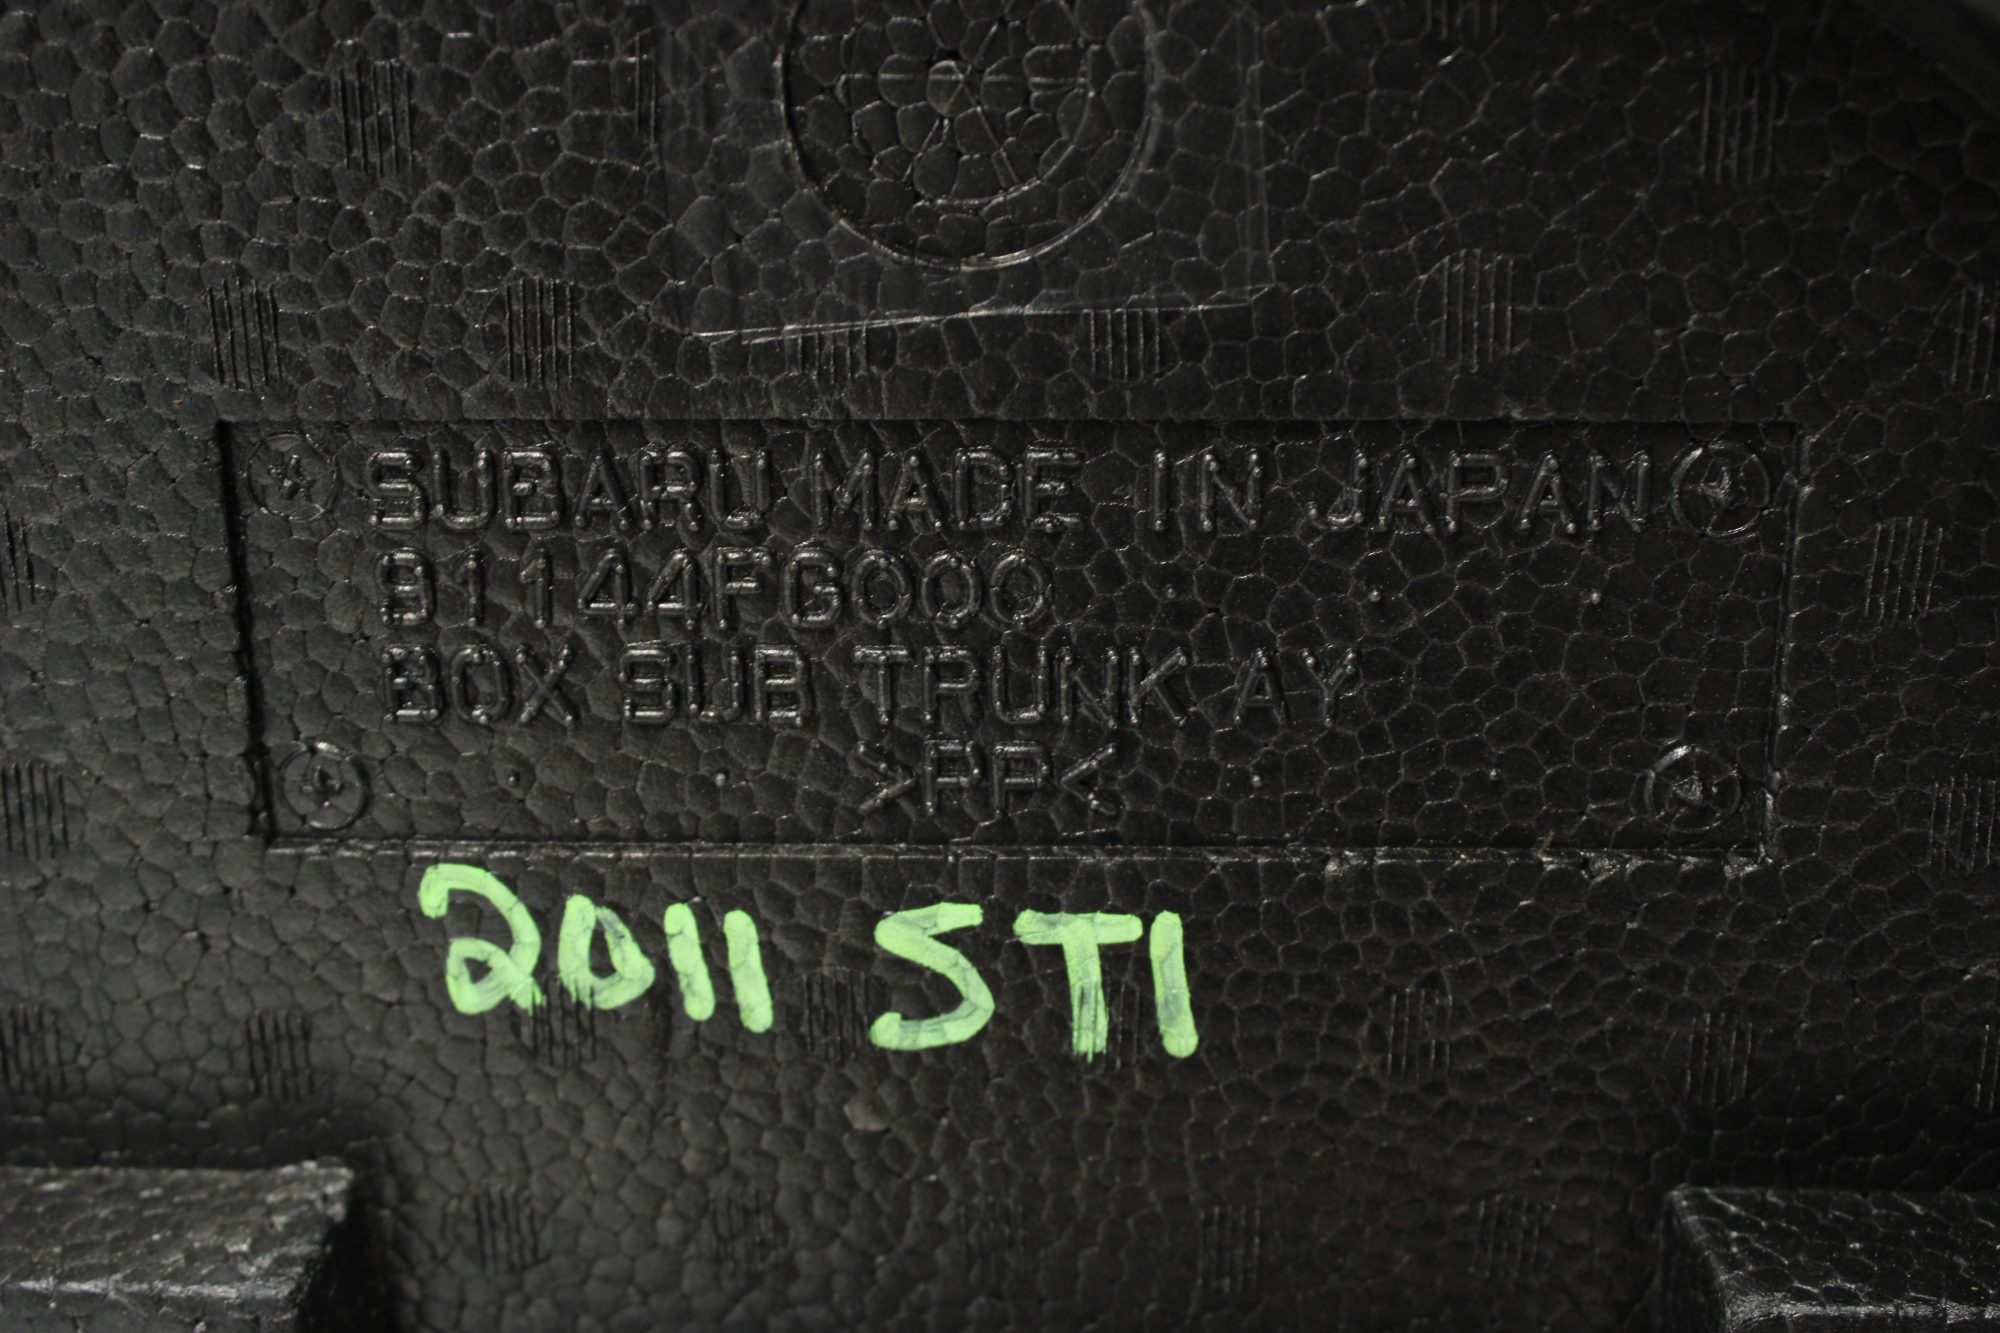 SUBARU MADE IN JAPAN
91144FG000
BOX SUB TRUNK AY
>PP<
2011 STI